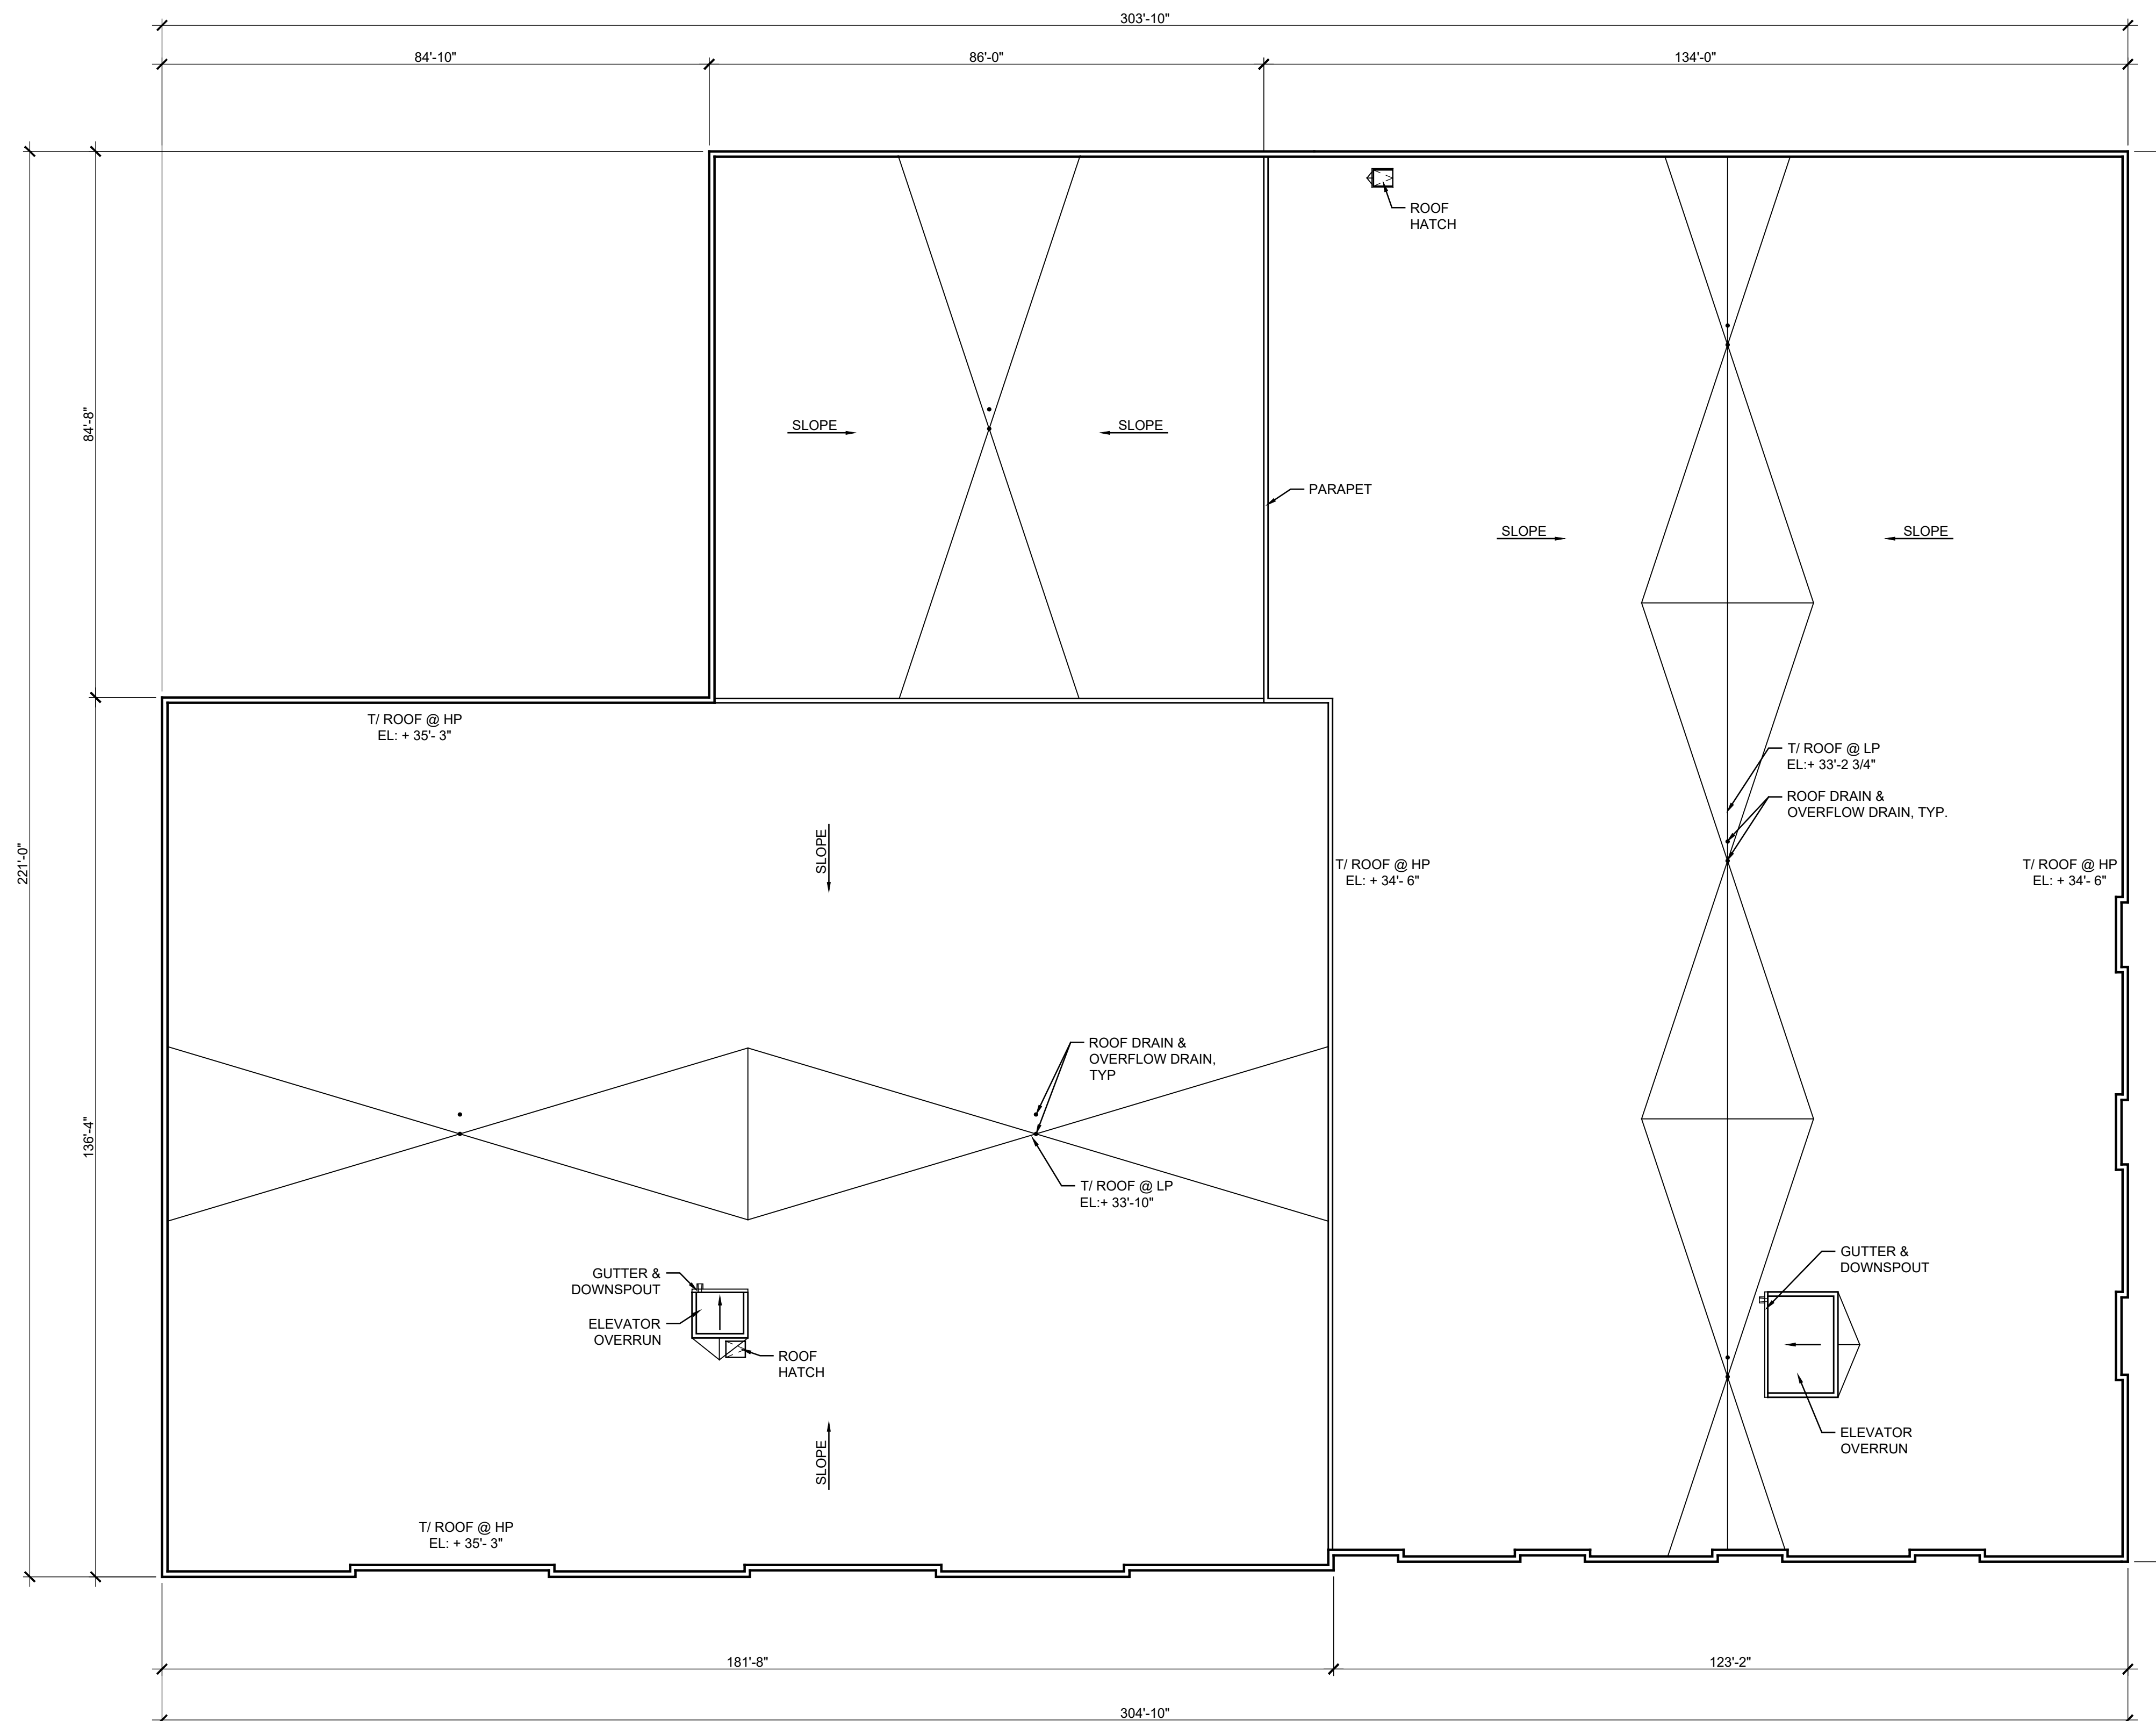 303'-10"
84'-10"
86'-0"
134'-0"
ROOF
HATCH
84'-8"
SLOPE
SLOPE
PARAPET
SLOPE
SLOPE
T/ ROOF @ HP
EL: + 35'- 3"
T/ ROOF @ LP
EL:+ 33'-2 3/4"
ROOF DRAIN &
OVERFLOW DRAIN, TYP.
221'-0"
SLOPE
T/ ROOF @ HP
EL: + 34'- 6"
T/ ROOF @ HP
EL: + 34'- 6"
ROOF DRAIN &
OVERFLOW DRAIN,
TYP
136'-4"
T/ ROOF @ LP
EL:+ 33'-10"
GUTTER &
DOWNSPOUT
GUTTER &
DOWNSPOUT
ELEVATOR
OVERRUN
ROOF
HATCH
ELEVATOR
OVERRUN
SLOPE
T/ ROOF @ HP
EL: + 35'- 3"
181'-8"
123'-2"
304'-10"